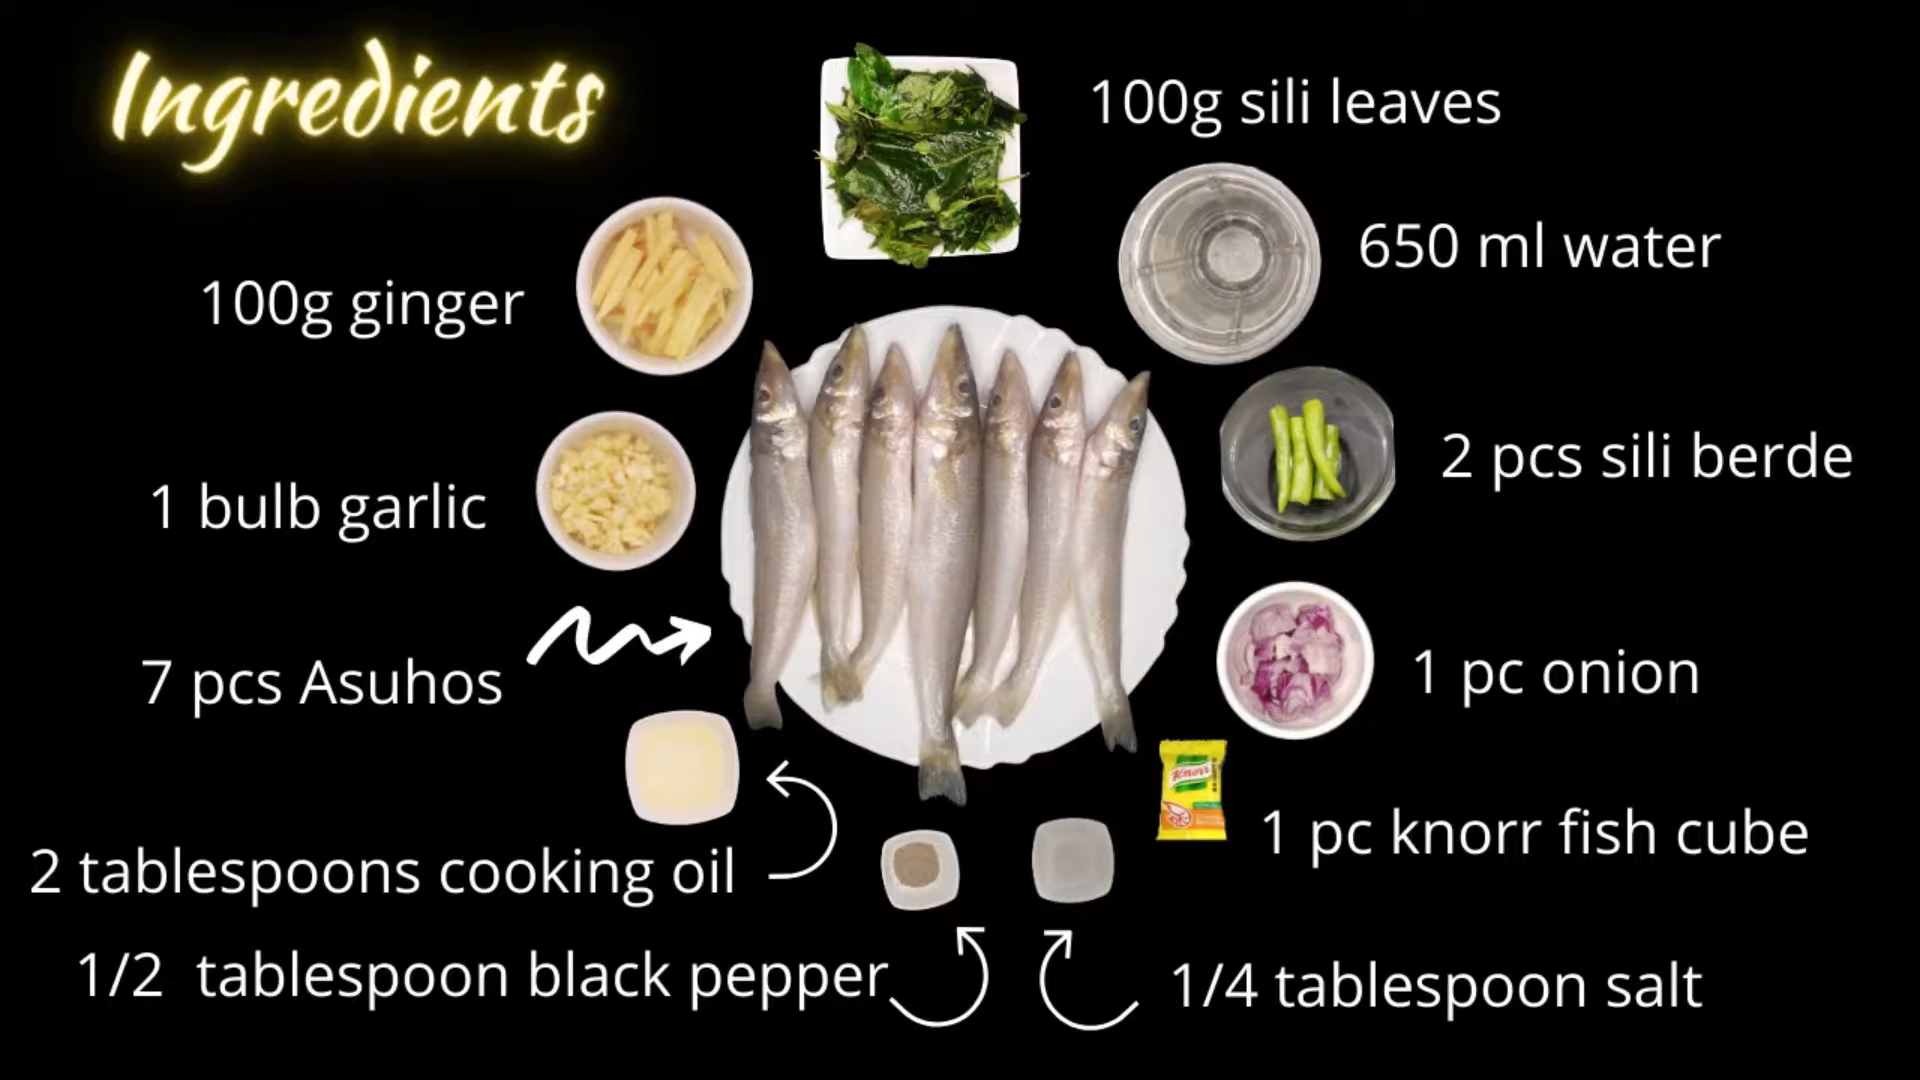 Ingredients
100g sili leaves
650 ml water
100g ginger
2 pcs sili berde
1 bulb garlic
7 pcs Asuhos
1 pc onion
Knorr
1 pc knorr fish cube
2 tablespoons cooking oil
1/2 tablespoon black pepper
1/4 tablespoon salt